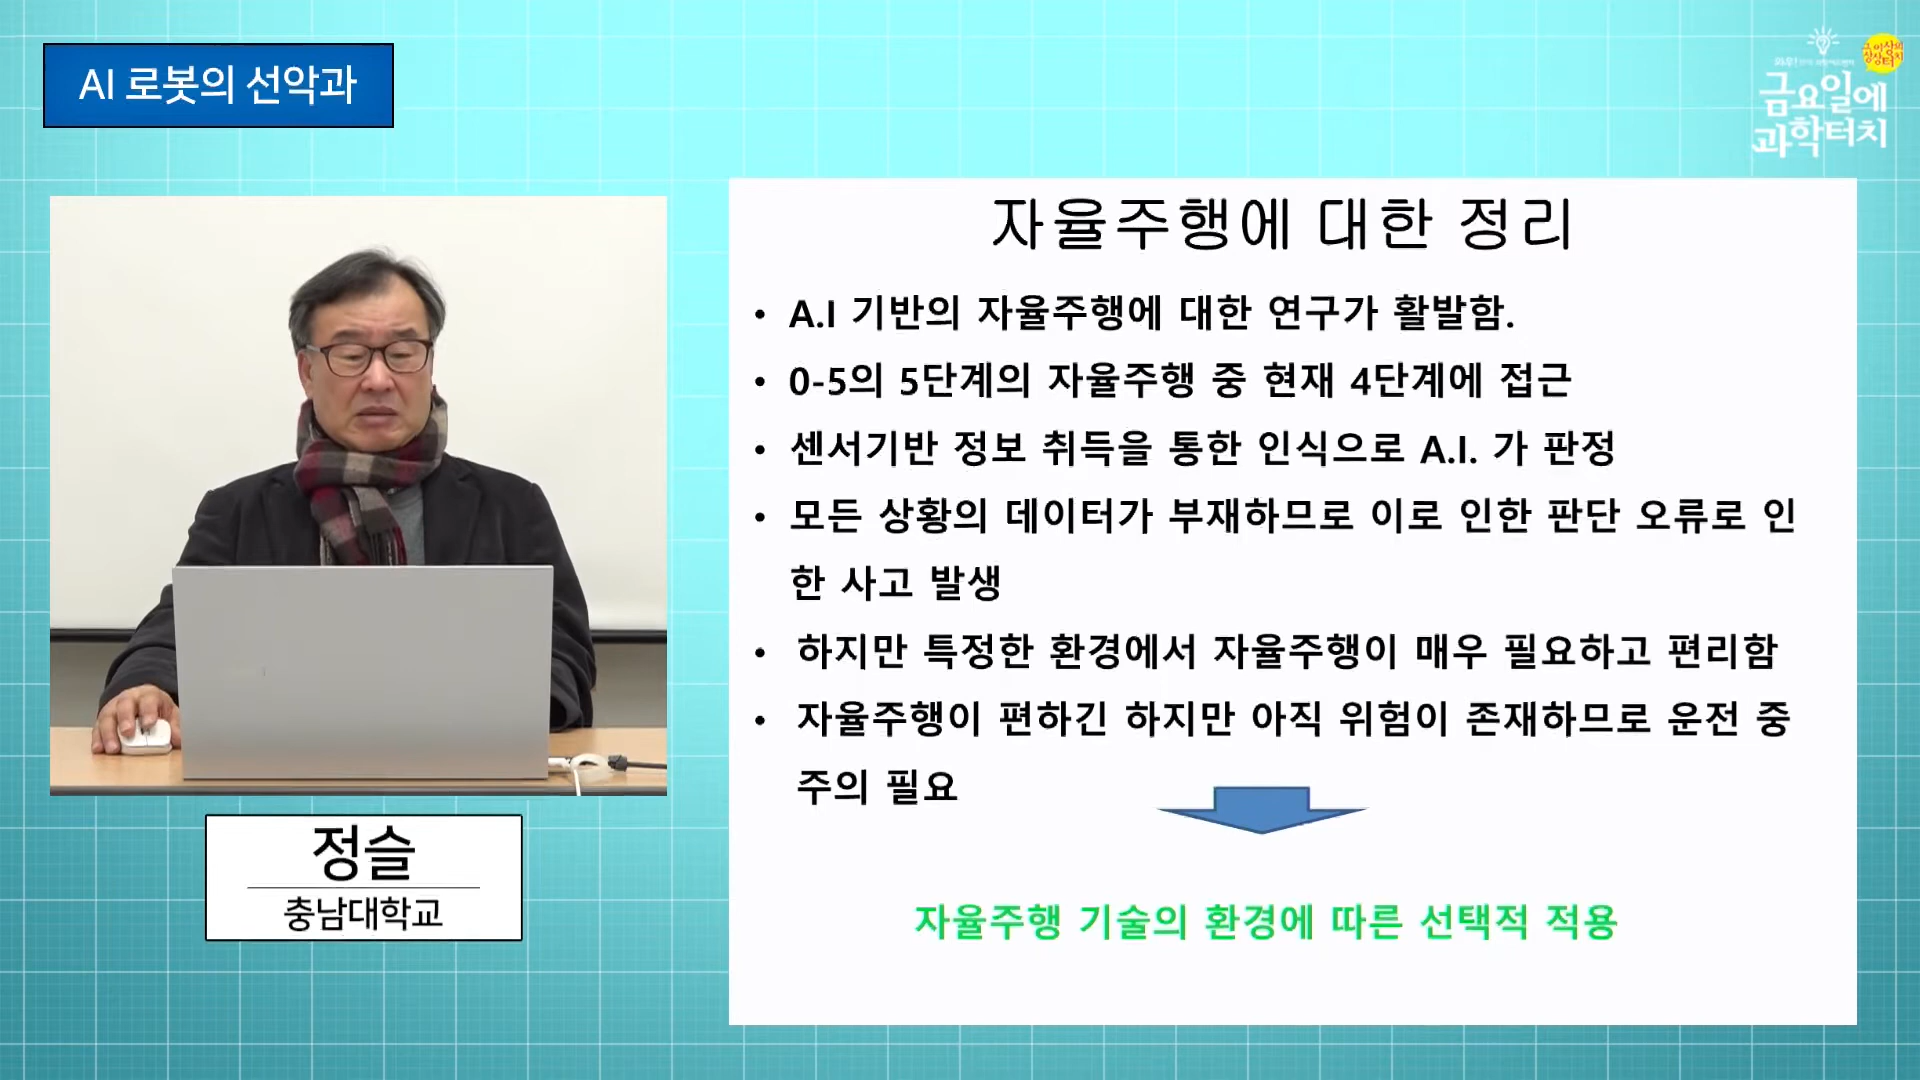 AI 로봇의 선악과
금요일에
과학터치
자율주행에 대한 정리
• A.I 기반의 자율주행에 대한 연구가 활발함.
• 0-5의 5단계의 자율주행 중 현재 4단계에 접근
• 센서기반 정보 취득을 통한 인식으로 A.I. 가 판정
• 모든 상황의 데이터가 부재하므로 이로 인한 판단 오류로 인
한 사고 발생
• 하지만 특정한 환경에서 자율주행이 매우 필요하고 편리함
• 자율주행이 편하긴 하지만 아직 위험이 존재하므로 운전 중
주의 필요
자율주행 기술의 환경에 따른 선택적 적용
정슬
충남대학교